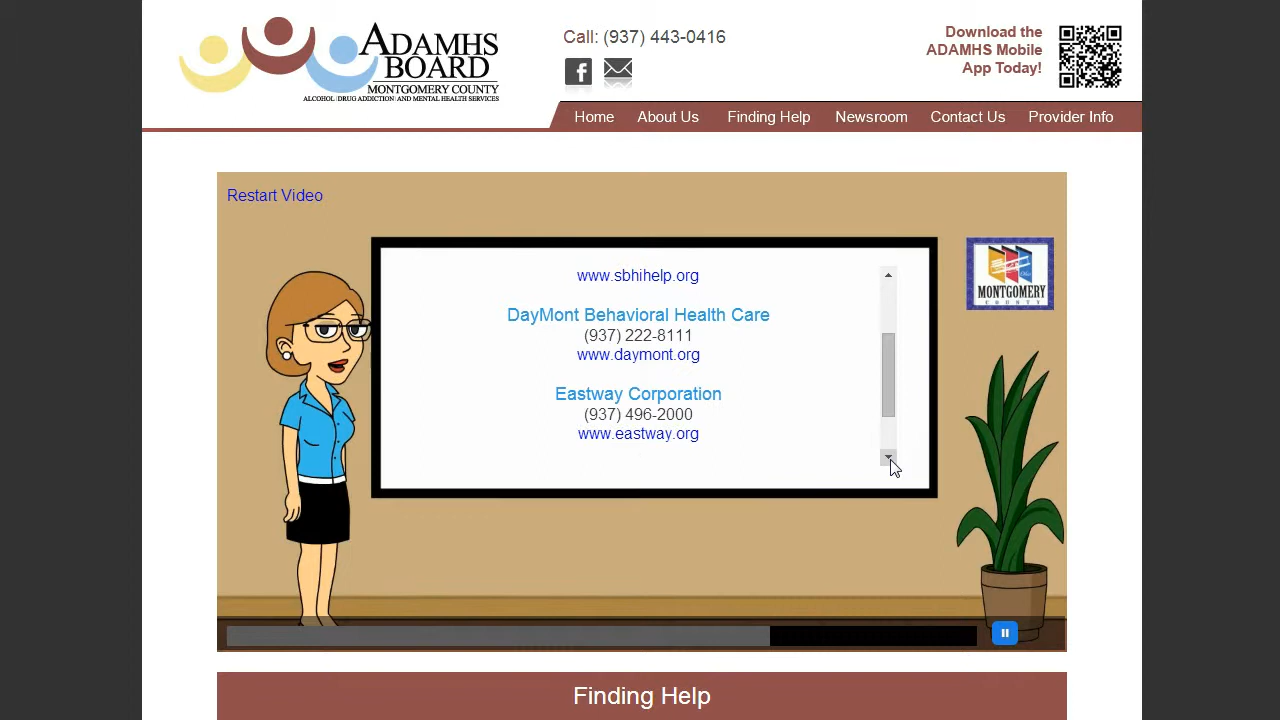 ADAMHS
BOARD
MONTGOMERY COUNTY
ALCOHOL | DRUG ADDICTION | AND MENTAL HEALTH SERVICES
Call: (937) 443-0416
Download the
ADAMHS Mobile
App Today!
Home About Us Finding Help Newsroom Contact Us Provider Info
Restart Video
www.sbhihelp.org
DayMont Behavioral Health Care
(937) 222-8111
www.daymont.org
Eastway Corporation
(937) 496-2000
www.eastway.org
MONTGOMERY
COUNTY
Finding Help